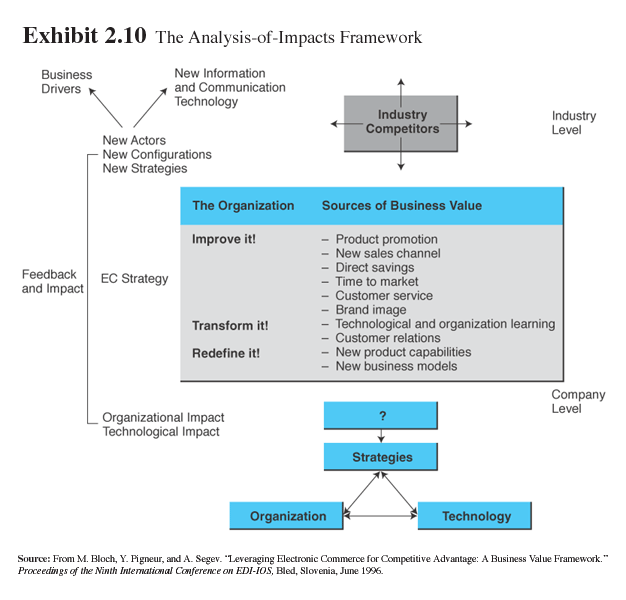 Exhibit 2.10 The Analysis-of-Impacts Framework
Business
Drivers
New Information
and Communication
Technology
Industry
Competitors
Industry
Level
New Actors
New Configurations
New Strategies
The Organization Sources of Business Value
Improve it! – Product promotion
– New sales channel
– Direct savings
– Time to market
– Customer service
– Brand image
Transform it! – Technological and organization learning
– Customer relations
Redefine it! – New product capabilities
– New business models
Feedback
and Impact
EC Strategy
Company
Level
Organizational Impact
Technological Impact
?
Strategies
Organization
Technology
Source: From M. Bloch, Y. Pigneur, and A. Segev. “Leveraging Electronic Commerce for Competitive Advantage: A Business Value Framework.”
Proceedings of the Ninth International Conference on EDI-IOS, Bled, Slovenia, June 1996.